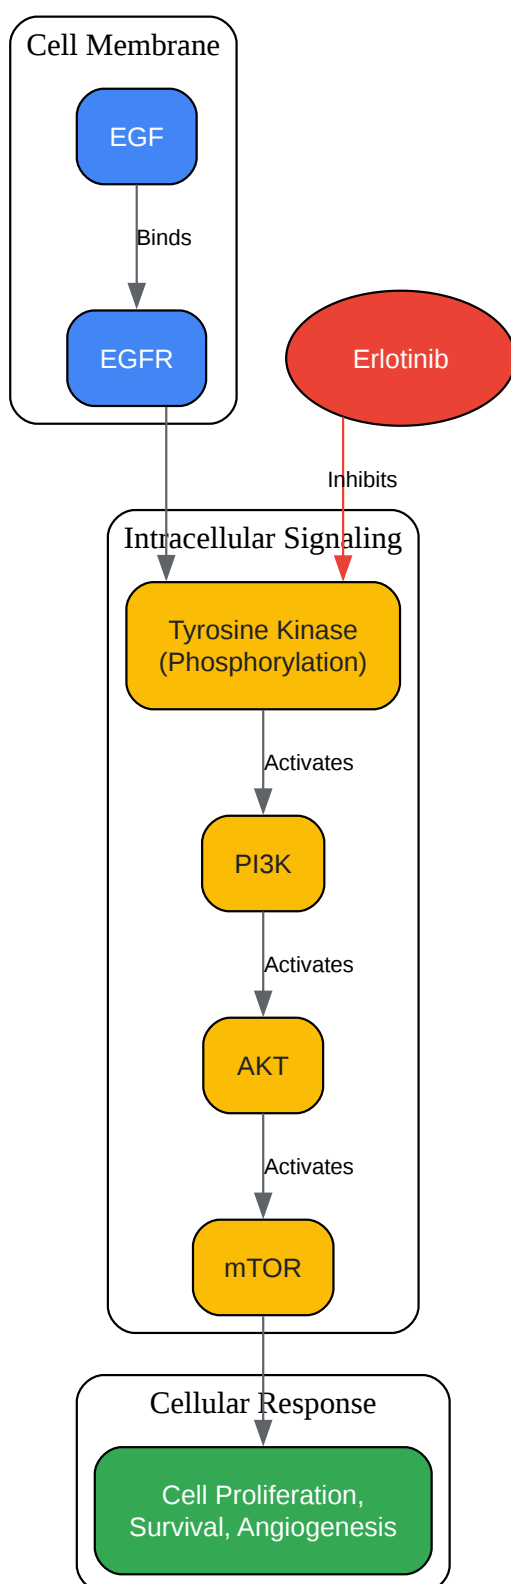 Cell Membrane
EGF
Binds
EGFR
Erlotinib
Inhibits
Intracellular Signaling
Tyrosine Kinase
(Phosphorylation)
Activates
PI3K
Activates
AKT
Activates
mTOR
Cellular Response
Cell Proliferation,
Survival, Angiogenesis